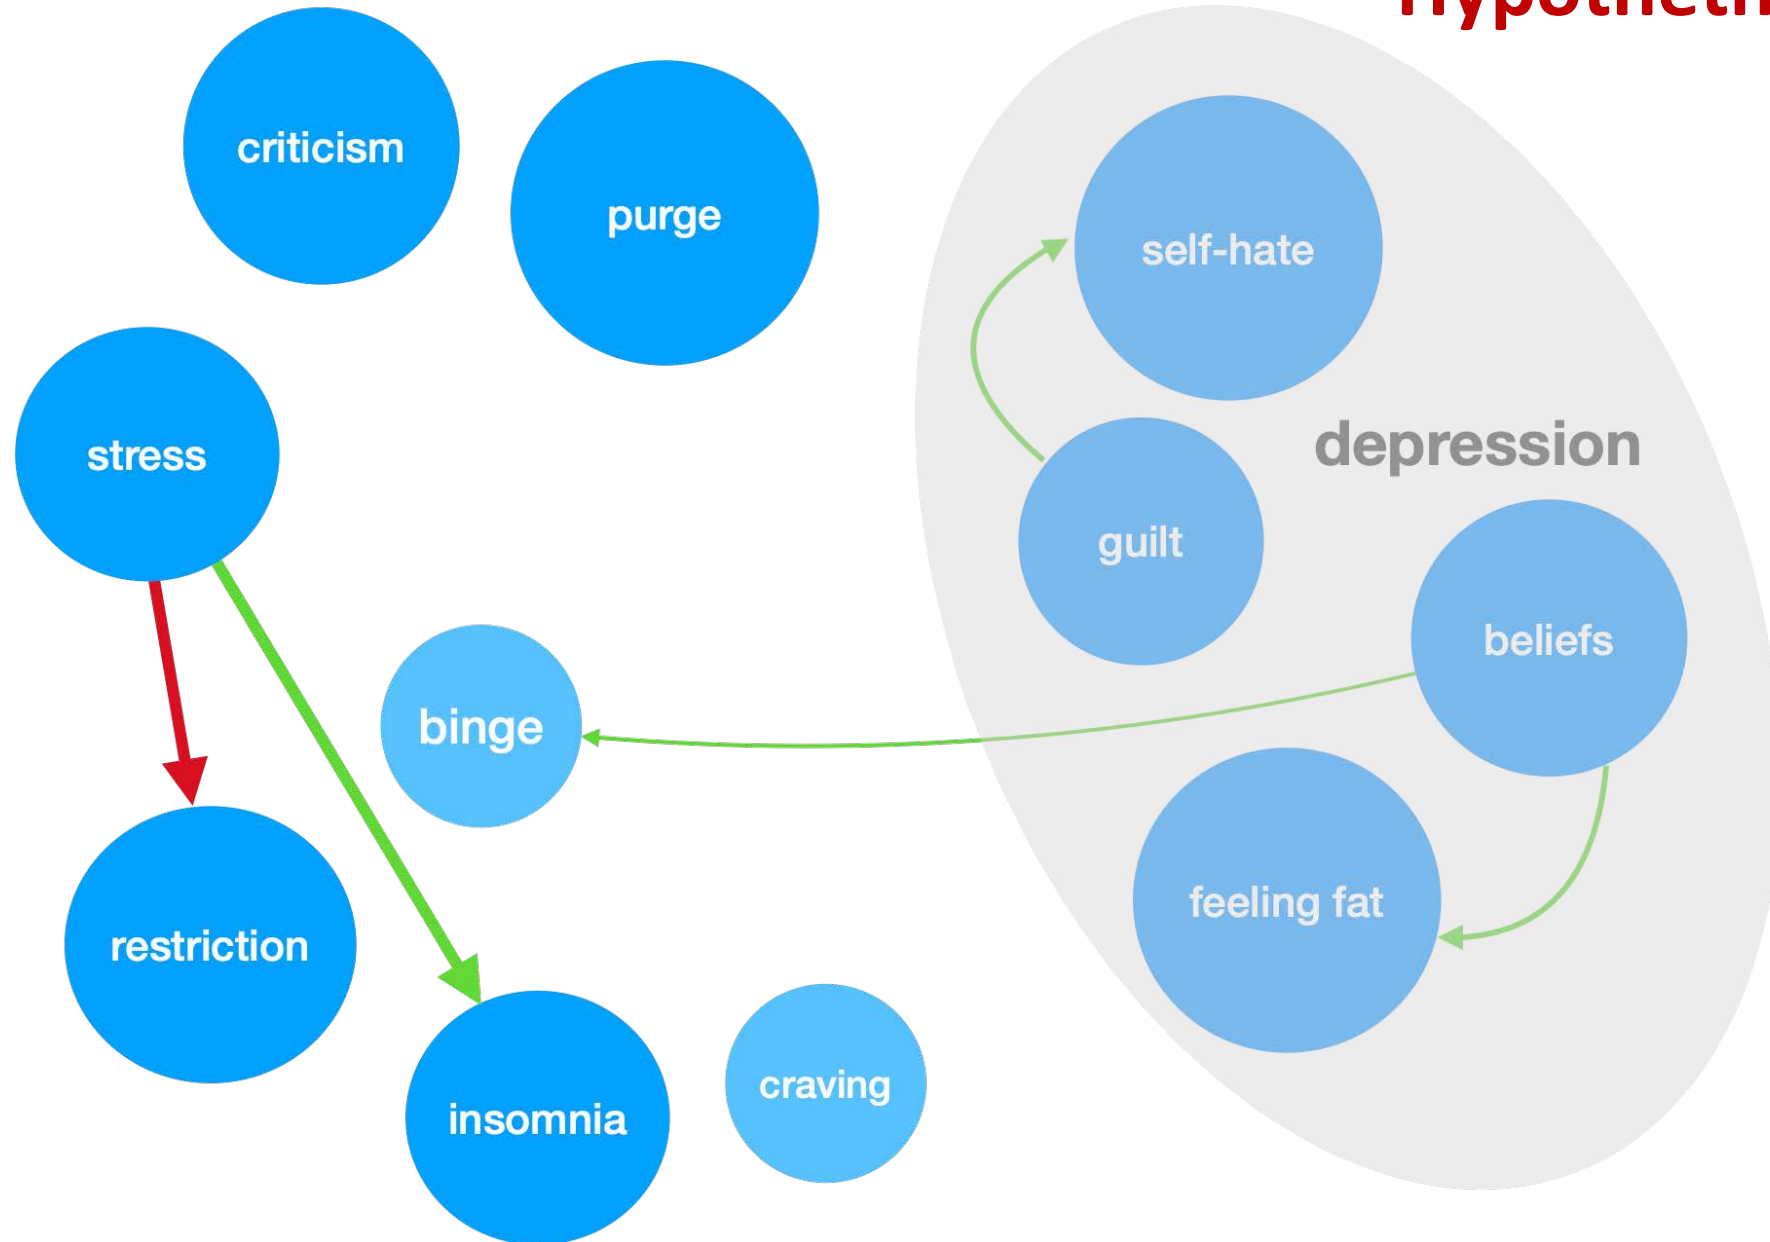 criticism
purge
self-hate
stress
depression
guilt
beliefs
binge
feeling fat
restriction
craving
insomnia